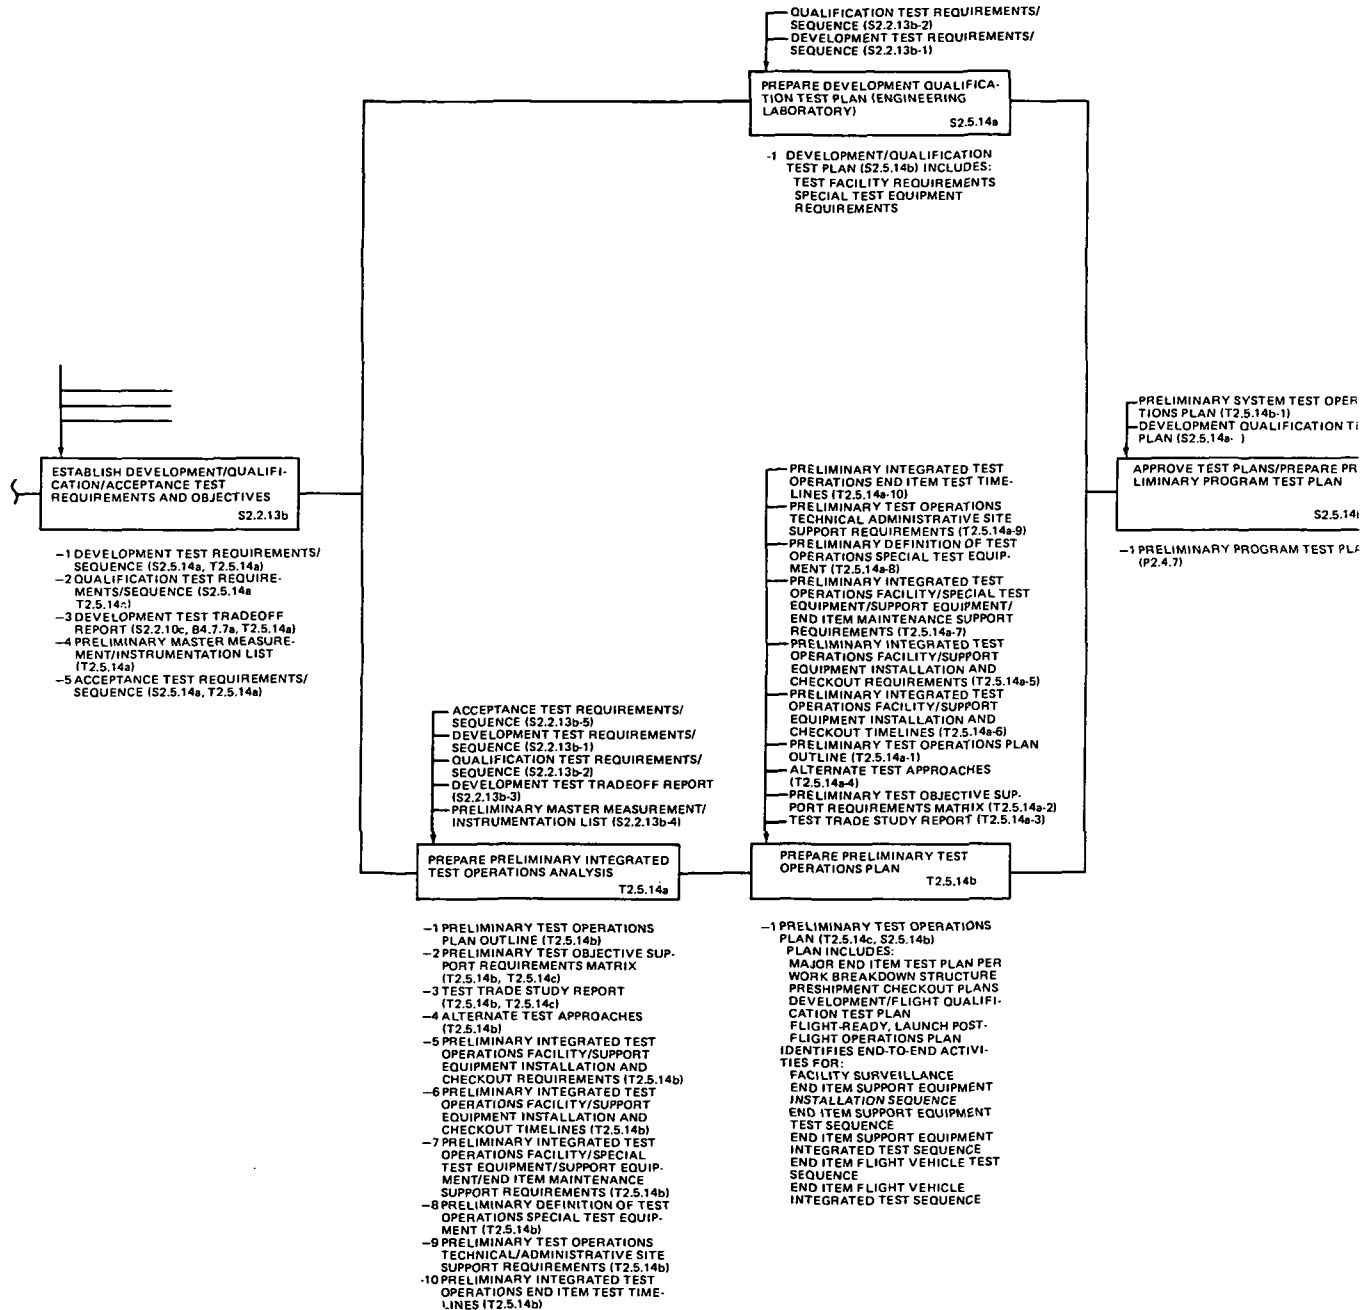 QUALIFICATION TEST REQUIREMENTS/
SEQUENCE (S2.2.13b-2)
DEVELOPMENT TEST REQUIREMENTS/
SEQUENCE (S2.2.13b-1)
PREPARE DEVELOPMENT QUALIFICA-
TION TEST PLAN (ENGINEERING
LABORATORY)
S2.5.14a
-1 DEVELOPMENT/QUALIFICATION
TEST PLAN (S2.5.14b) INCLUDES:
TEST FACILITY REQUIREMENTS
SPECIAL TEST EQUIPMENT
REQUIREMENTS
ESTABLISH DEVELOPMENT/QUALIFI-
CATION/ACCEPTANCE TEST
REQUIREMENTS AND OBJECTIVES
S2.2.13b
-1 DEVELOPMENT TEST REQUIREMENTS/
SEQUENCE (S2.5.14a, T2.5.14a)
-2 QUALIFICATION TEST REQUIRE-
MENTS/SEQUENCE (S2.5.14a
-3 DEVELOPMENT TEST TRADEOFF
REPORT (S2.2.10c, B4.7.7a, T2.5.14a)
-4 PRELIMINARY MASTER MEASURE-
MENT/INSTRUMENTATION LIST
(T2.5.14a)
-5 ACCEPTANCE TEST REQUIREMENTS/
SEQUENCE (S2.5.14a, T2.5.14a)
ACCEPTANCE TEST REQUIREMENTS/
SEQUENCE (S2.2.13b-5)
DEVELOPMENT TEST REQUIREMENTS/
SEQUENCE (S2.2.13b-1)
QUALIFICATION TEST REQUIREMENTS/
SEQUENCE (S2.2.13b-2)
DEVELOPMENT TEST TRADEOFF REPORT
(S2.2.13b-3)
PRELIMINARY MASTER MEASUREMENT/
INSTRUMENTATION LIST (S2.2.13b-4)
PREPARE PRELIMINARY INTEGRATED
TEST OPERATIONS ANALYSIS
T2.5.14a
-1 PRELIMINARY TEST OPERATIONS
PLAN OUTLINE (T2.5.14b)
-2 PRELIMINARY TEST OBJECTIVE SUP-
PORT REQUIREMENTS MATRIX
(T2.5.14b, T2.5.14c)
-3 TEST TRADE STUDY REPORT
(T2.5.14b, T2.5.14c)
-4 ALTERNATE TEST APPROACHES
(T2.5.14b)
-5 PRELIMINARY INTEGRATED TEST
OPERATIONS FACILITY/SUPPORT
EQUIPMENT INSTALLATION AND
CHECKOUT REQUIREMENTS (T2.5.14b)
-6 PRELIMINARY INTEGRATED TEST
OPERATIONS FACILITY/SUPPORT
EQUIPMENT INSTALLATION AND
CHECKOUT TIMELINES (T2.5.14b)
-7 PRELIMINARY INTEGRATED TEST
OPERATIONS FACILITY/SPECIAL
TEST EQUIPMENT/SUPPORT EQUIP-
MENT/END ITEM MAINTENANCE
SUPPORT REQUIREMENTS (T2.5.14b)
-8 PRELIMINARY DEFINITION OF TEST
OPERATIONS SPECIAL TEST EQUIP-
MENT (T2.5.14b)
-9 PRELIMINARY TEST OPERATIONS
TECHNICAL/ADMINISTRATIVE SITE
SUPPORT REQUIREMENTS (T2.5.14b)
-10 PRELIMINARY INTEGRATED TEST
OPERATIONS END ITEM TEST TIME-
LINES (T2.5.14b)
PRELIMINARY INTEGRATED TEST
OPERATIONS END ITEM TEST TIME-
LINES (T2.5.14a-10)
PRELIMINARY TEST OPERATIONS
TECHNICAL ADMINISTRATIVE SITE
SUPPORT REQUIREMENTS (T2.5.14a-9)
PRELIMINARY DEFINITION OF TEST
OPERATIONS SPECIAL TEST EQUIP-
MENT (T2.5.14a-8)
PRELIMINARY INTEGRATED TEST
OPERATIONS FACILITY/SPECIAL TEST
EQUIPMENT/SUPPORT EQUIPMENT/
END ITEM MAINTENANCE SUPPORT
REQUIREMENTS (T2.5.14a-7)
PRELIMINARY INTEGRATED TEST
OPERATIONS FACILITY/SUPPORT
EQUIPMENT INSTALLATION AND
CHECKOUT REQUIREMENTS (T2.5.14a-5)
PRELIMINARY INTEGRATED TEST
OPERATIONS FACILITY/SUPPORT
EQUIPMENT INSTALLATION AND
CHECKOUT TIMELINES (T2.5.14a-6)
PRELIMINARY TEST OPERATIONS PLAN
OUTLINE (T2.5.14a-1)
ALTERNATE TEST APPROACHES
(T2.5.14a-4)
PRELIMINARY TEST OBJECTIVE SUP-
PORT REQUIREMENTS MATRIX (T2.5.14a-2)
TEST TRADE STUDY REPORT (T2.5.14a-3)
PREPARE PRELIMINARY TEST
OPERATIONS PLAN
T2.5.14b
-1 PRELIMINARY TEST OPERATIONS
PLAN (T2.5.14c, S2.5.14b)
PLAN INCLUDES:
MAJOR END ITEM TEST PLAN PER
WORK BREAKDOWN STRUCTURE
PRESHIPMENT CHECKOUT PLANS
DEVELOPMENT/FLIGHT QUALIFI-
CATION TEST PLAN
FLIGHT-READY, LAUNCH POST-
FLIGHT OPERATIONS PLAN
IDENTIFIES END-TO-END ACTIVI-
TIES FOR:
FACILITY SURVEILLANCE
END ITEM SUPPORT EQUIPMENT
INSTALLATION SEQUENCE
END ITEM SUPPORT EQUIPMENT
TEST SEQUENCE
END ITEM SUPPORT EQUIPMENT
INTEGRATED TEST SEQUENCE
END ITEM FLIGHT VEHICLE TEST
SEQUENCE
END ITEM FLIGHT VEHICLE
INTEGRATED TEST SEQUENCE
PRELIMINARY SYSTEM TEST OPER
TIONS PLAN (T2.5.14b-1)
DEVELOPMENT QUALIFICATION
PLAN (S2.5.14a- )
APPROVE TEST PLANS/PREPARE PR
LIMINARY PROGRAM TEST PLAN
-1 PRELIMINARY PROGRAM TEST
(P2.4.7)